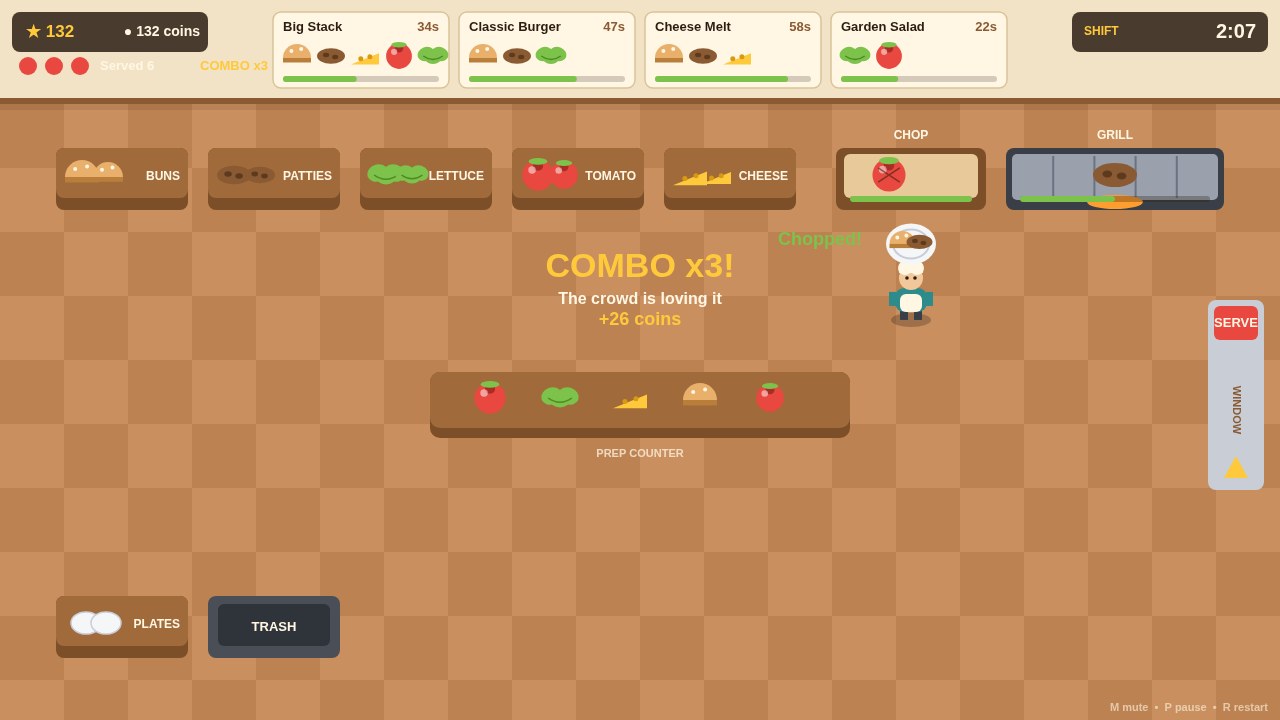 ★ 132 ● 132 coins
Served 6 COMBO x3
Big Stack 34s
Classic Burger 47s
Cheese Melt 58s
Garden Salad 22s
SHIFT 2:07
CHOP
GRILL
BUNS
PATTIES
LETTUCE
TOMATO
CHEESE
Chopped!
COMBO x3!
The crowd is loving it
+26 coins
SERVE
WINDOW
PREP COUNTER
PLATES
TRASH
M mute • P pause • R restart